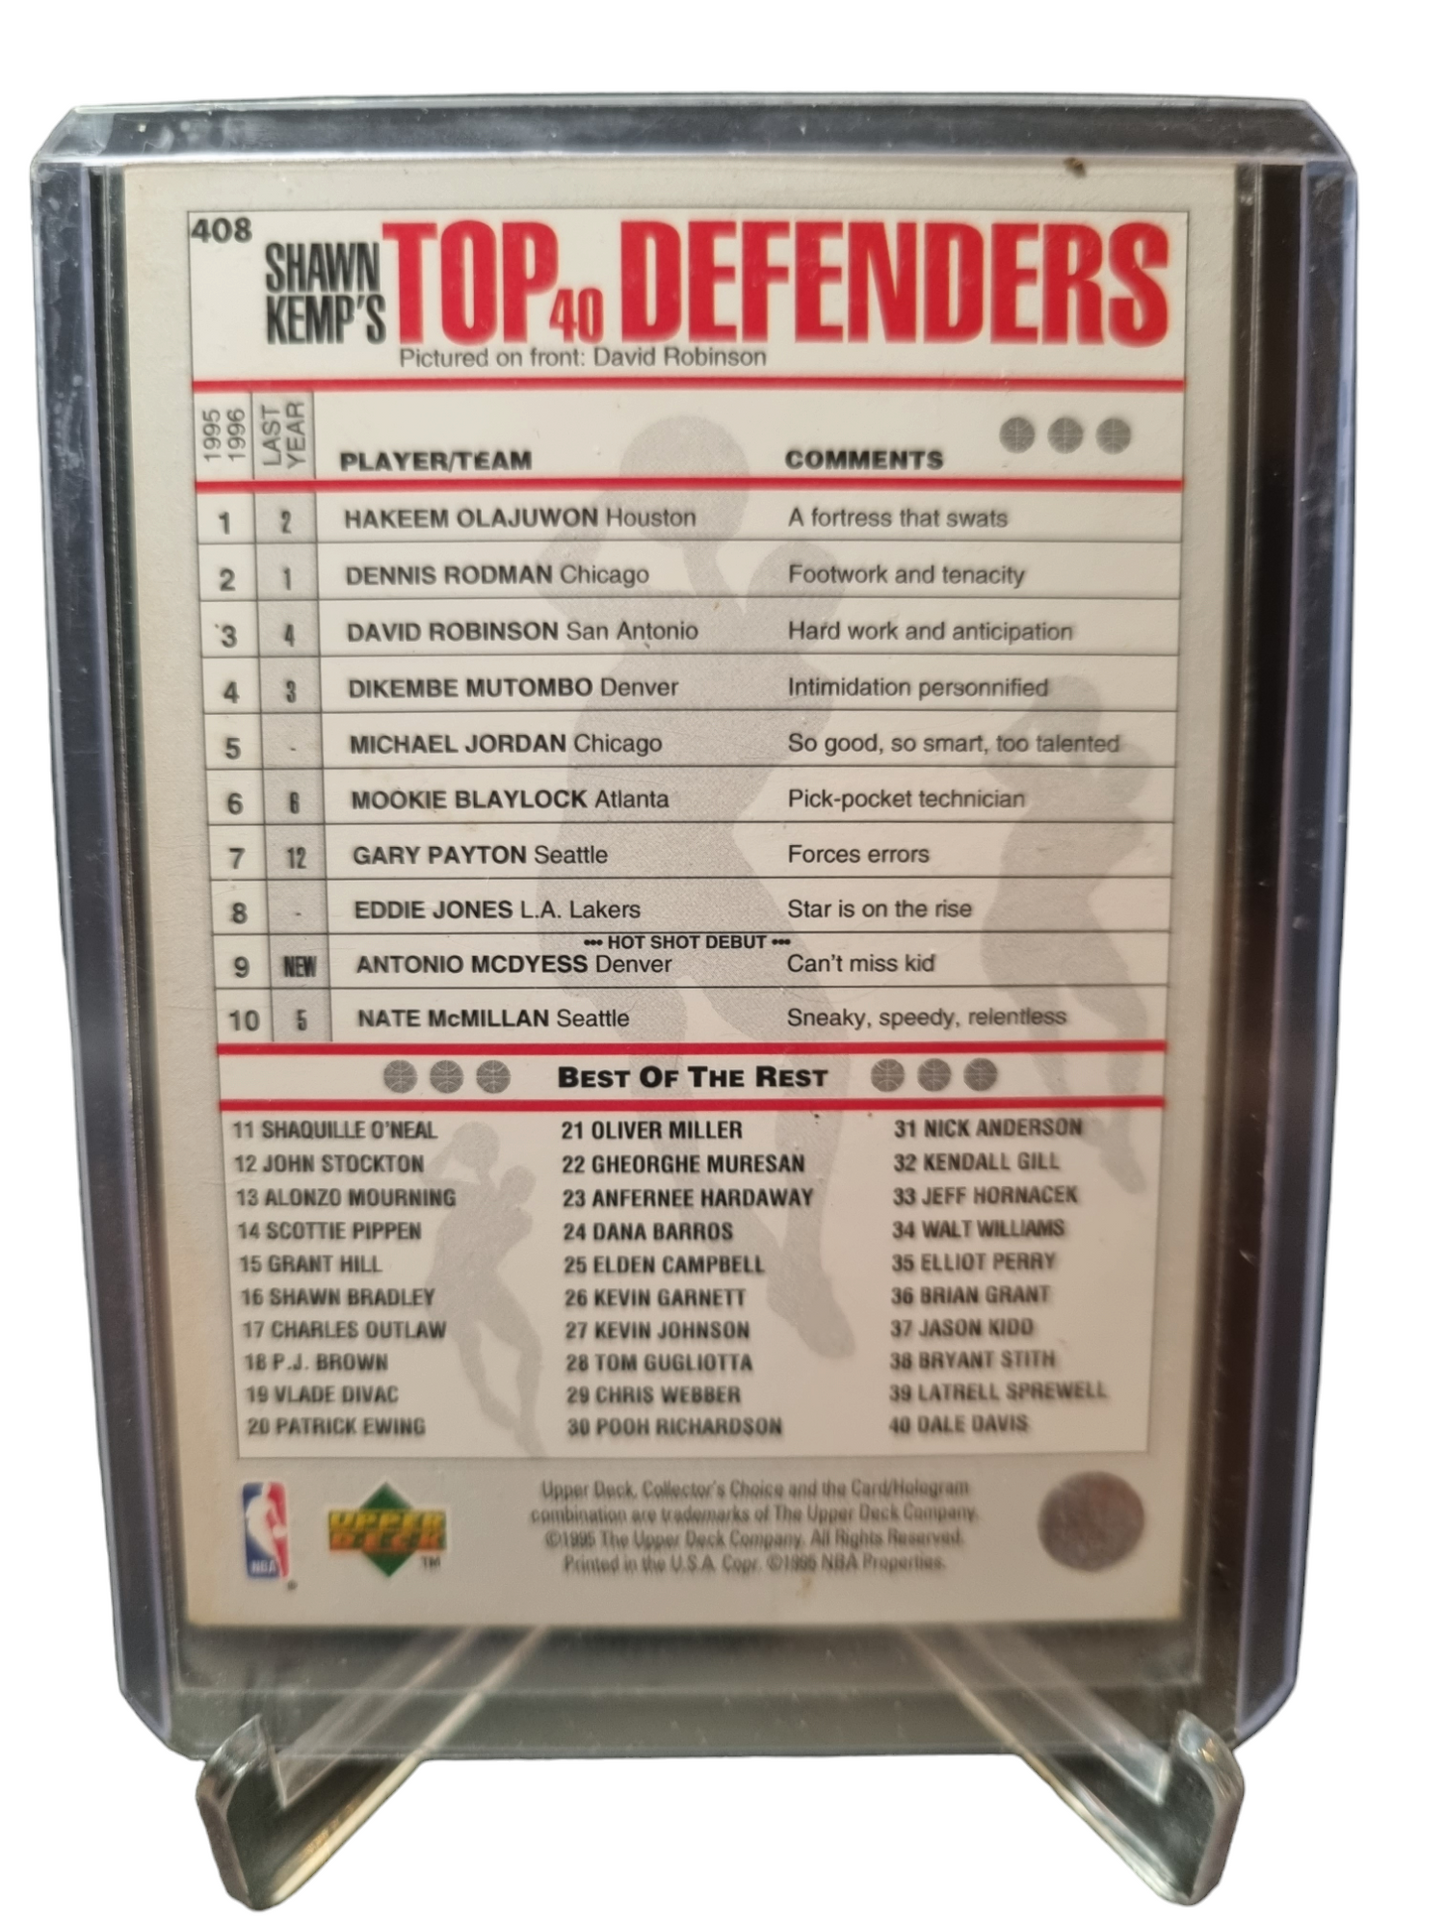 408
SHAWN KEMP'S TOP 40 DEFENDERS
Pictured on front: David Robinson
1995 1996 LAST YEAR PLAYER/TEAM COMMENTS
1 2 HAKEEM OLAJUWON Houston A fortress that swats
2 1 DENNIS RODMAN Chicago Footwork and tenacity
3 4 DAVID ROBINSON San Antonio Hard work and anticipation
4 3 DIKEMBE MUTOMBO Denver Intimidation personnified
5 - MICHAEL JORDAN Chicago So good, so smart, too talented
6 6 MOOKIE BLAYLOCK Atlanta Pick-pocket technician
7 12 GARY PAYTON Seattle Forces errors
8 - EDDIE JONES L.A. Lakers Star is on the rise
••• HOT SHOT DEBUT •••
9 NEW ANTONIO MCDYESS Denver Can't miss kid
10 5 NATE McMILLAN Seattle Sneaky, speedy, relentless
BEST OF THE REST
11 SHAQUILLE O'NEAL 21 OLIVER MILLER 31 NICK ANDERSON
12 JOHN STOCKTON 22 GHEORGHE MURESAN 32 KENDALL GILL
13 ALONZO MOURNING 23 ANFERNEE HARDAWAY 33 JEFF HORNACEK
14 SCOTTIE PIPPEN 24 DANA BARROS 34 WALT WILLIAMS
15 GRANT HILL 25 ELDEN CAMPBELL 35 ELLIOT PERRY
16 SHAWN BRADLEY 26 KEVIN GARNETT 36 BRIAN GRANT
17 CHARLES OUTLAW 27 KEVIN JOHNSON 37 JASON KIDD
18 P.J. BROWN 28 TOM GUGLIOTTA 38 BRYANT STITH
19 VLADE DIVAC 29 CHRIS WEBBER 39 LATRELL SPREWELL
20 PATRICK EWING 30 POOH RICHARDSON 40 DALE DAVIS
Upper Deck, Collector's Choice and the Card/Hologram
combination are trademarks of The Upper Deck Company.
©1995 The Upper Deck Company. All Rights Reserved.
Printed in the U.S.A. Copr. ©1995 NBA Properties.
NBA ®
UPPER DECK ™